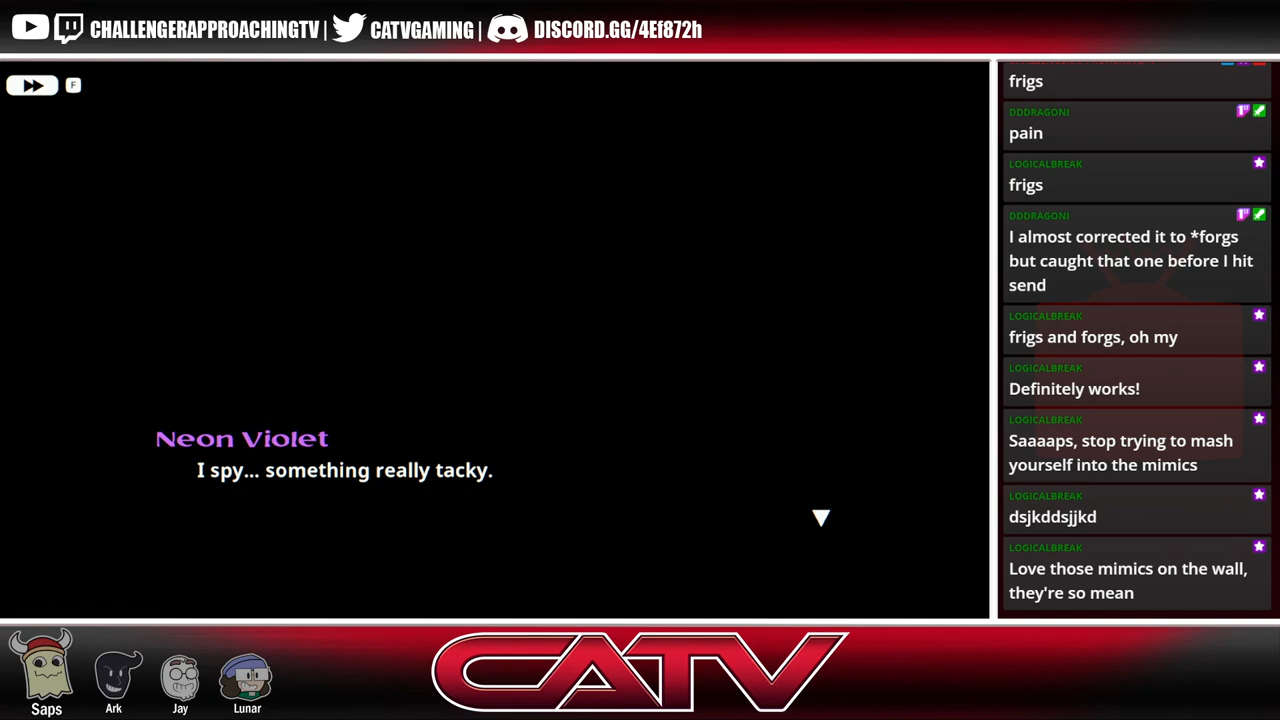 CHALLENGERAPPROACHINGTV | CATVGAMING | DISCORD.GG/4Ef872h
F
Neon Violet
I spy... something really tacky.
frigs
DDDRAGONI
pain
LOGICALBREAK
frigs
DDDRAGONI
I almost corrected it to *forgs
but caught that one before I hit
send
LOGICALBREAK
frigs and forgs, oh my
LOGICALBREAK
Definitely works!
LOGICALBREAK
Saaaaps, stop trying to mash
yourself into the mimics
LOGICALBREAK
dsjkddsjjkd
LOGICALBREAK
Love those mimics on the wall,
they're so mean
Saps
Ark
Jay
Lunar
CATV